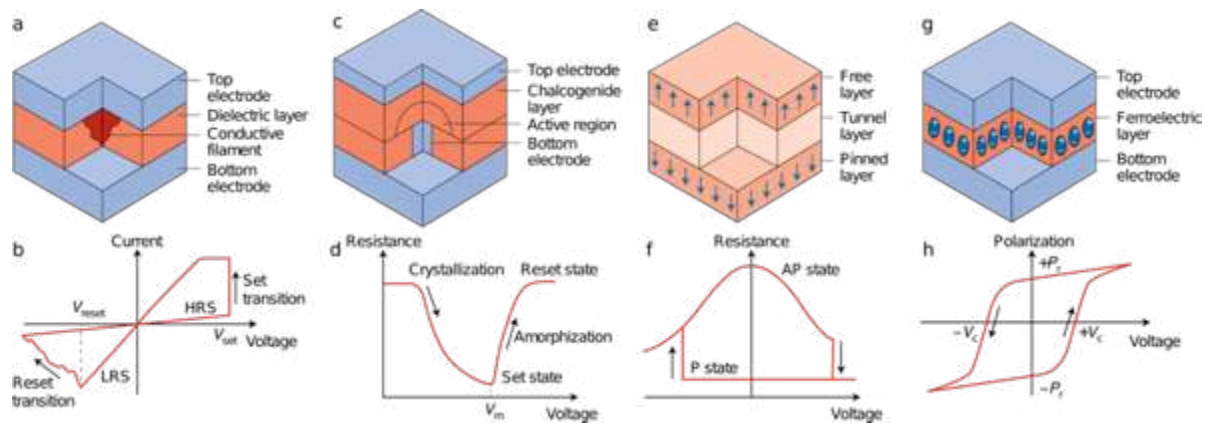 a
Top
electrode
Dielectric layer
Conductive
filament
Bottom
electrode
c
Top electrode
Chalcogenide
layer
Active region
Bottom
electrode
e
Free
layer
Tunnel
layer
Pinned
layer
g
Top
electrode
Ferroelectric
layer
Bottom
electrode
b
Current
Set
transition
HRS
Vreset
Vset
Voltage
LRS
Reset
transition
d
Resistance
Crystallization
Reset state
Amorphization
Set state
Vm
Voltage
f
Resistance
AP state
P state
Voltage
h
Polarization
+Pr
−Vc
+Vc
−Pr
Voltage